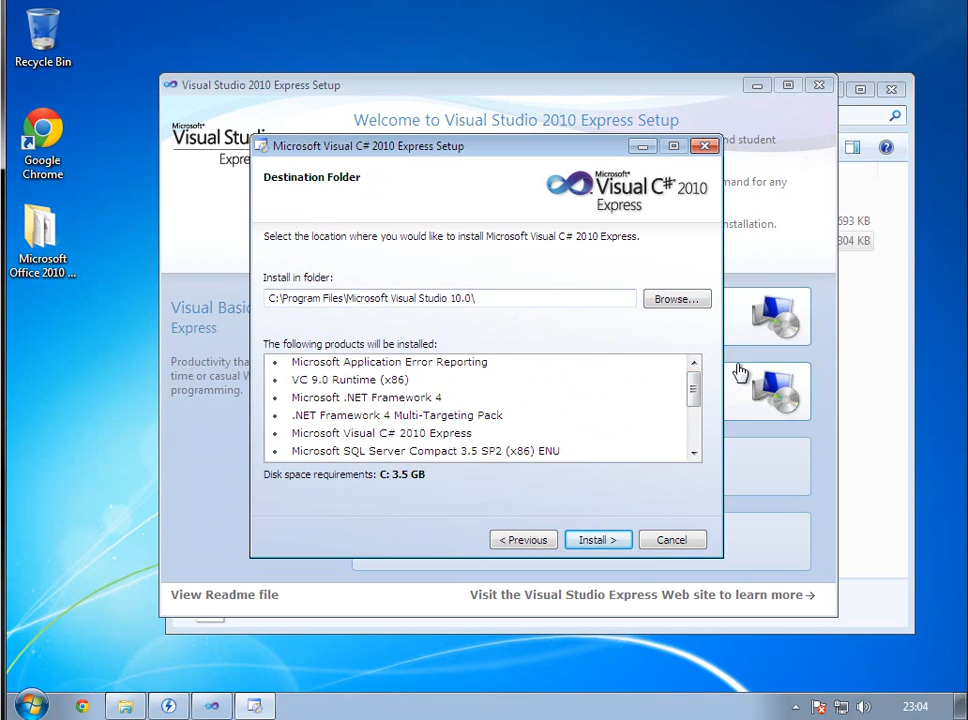 Recycle Bin
Google
Chrome
Microsoft
Office 2010 ...
Visual Studio 2010 Express Setup
Microsoft®
Visual Stu
Expre
Welcome to Visual Studio 2010 Express Setup
nd student
mand for any
nstallation.
593 KB
304 KB
Visual Basi
Express
Productivity tha
time or casual W
programming.
Microsoft Visual C# 2010 Express Setup
Destination Folder
Microsoft®
Visual C#® 2010
Express
Select the location where you would like to install Microsoft Visual C# 2010 Express.
Install in folder:
C:\Program Files\Microsoft Visual Studio 10.0\
Browse...
The following products will be installed:
• Microsoft Application Error Reporting
• VC 9.0 Runtime (x86)
• Microsoft .NET Framework 4
• .NET Framework 4 Multi-Targeting Pack
• Microsoft Visual C# 2010 Express
• Microsoft SQL Server Compact 3.5 SP2 (x86) ENU
Disk space requirements: C: 3.5 GB
< Previous
Install >
Cancel
View Readme file
Visit the Visual Studio Express Web site to learn more →
23:04